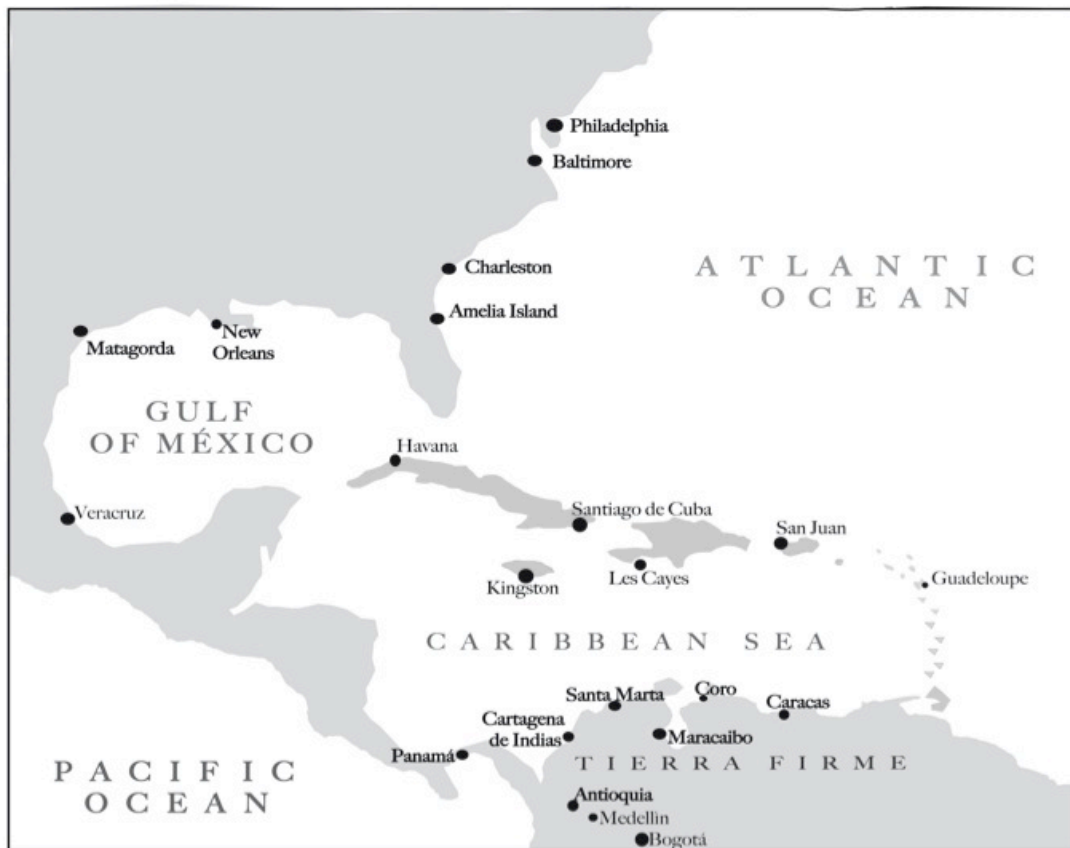 Philadelphia
Baltimore
ATLANTIC
OCEAN
Charleston
Amelia Island
New
Orleans
Matagorda
GULF
OF MÉXICO
Havana
Veracruz
Santiago de Cuba
San Juan
Les Cayes
Guadeloupe
Kingston
CARIBBEAN SEA
Santa Marta
Coro
Caracas
Cartagena
de Indias
Maracaibo
Panamá
TIERRA FIRME
PACIFIC
OCEAN
Antioquia
Medellìn
Bogotá